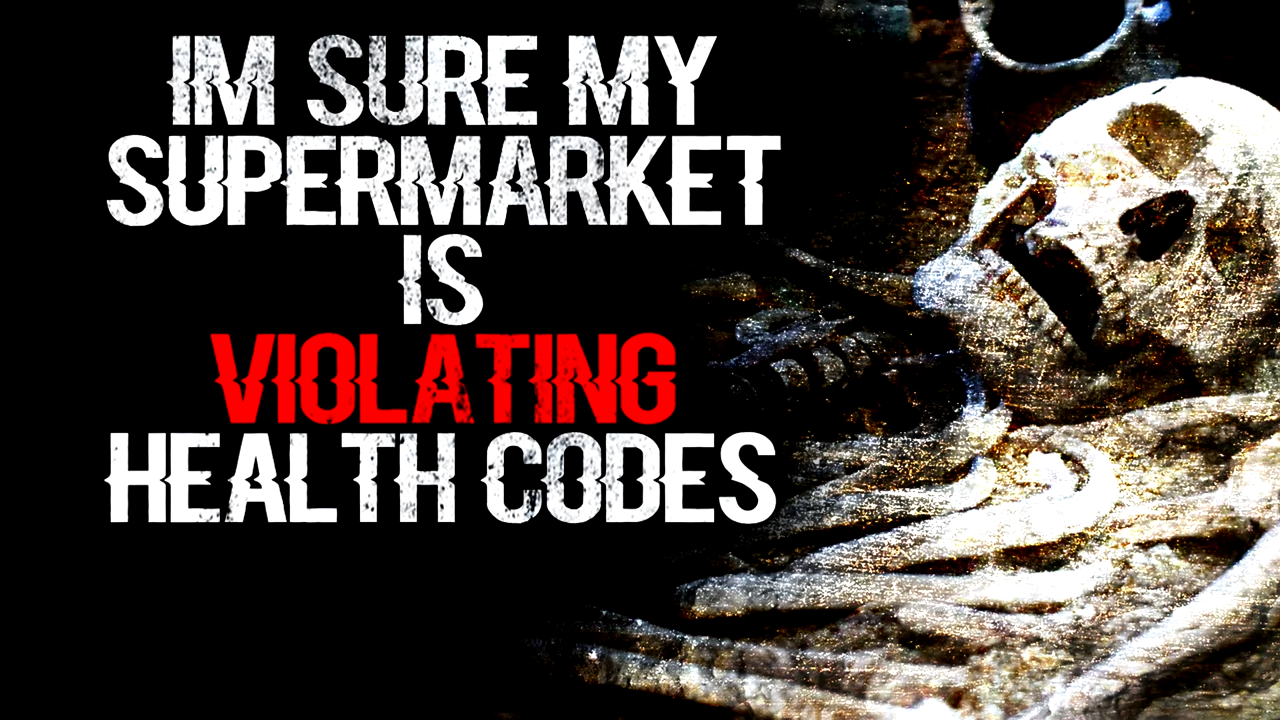 IM SURE MY
SUPERMARKET
IS
VIOLATING
HEALTH CODES